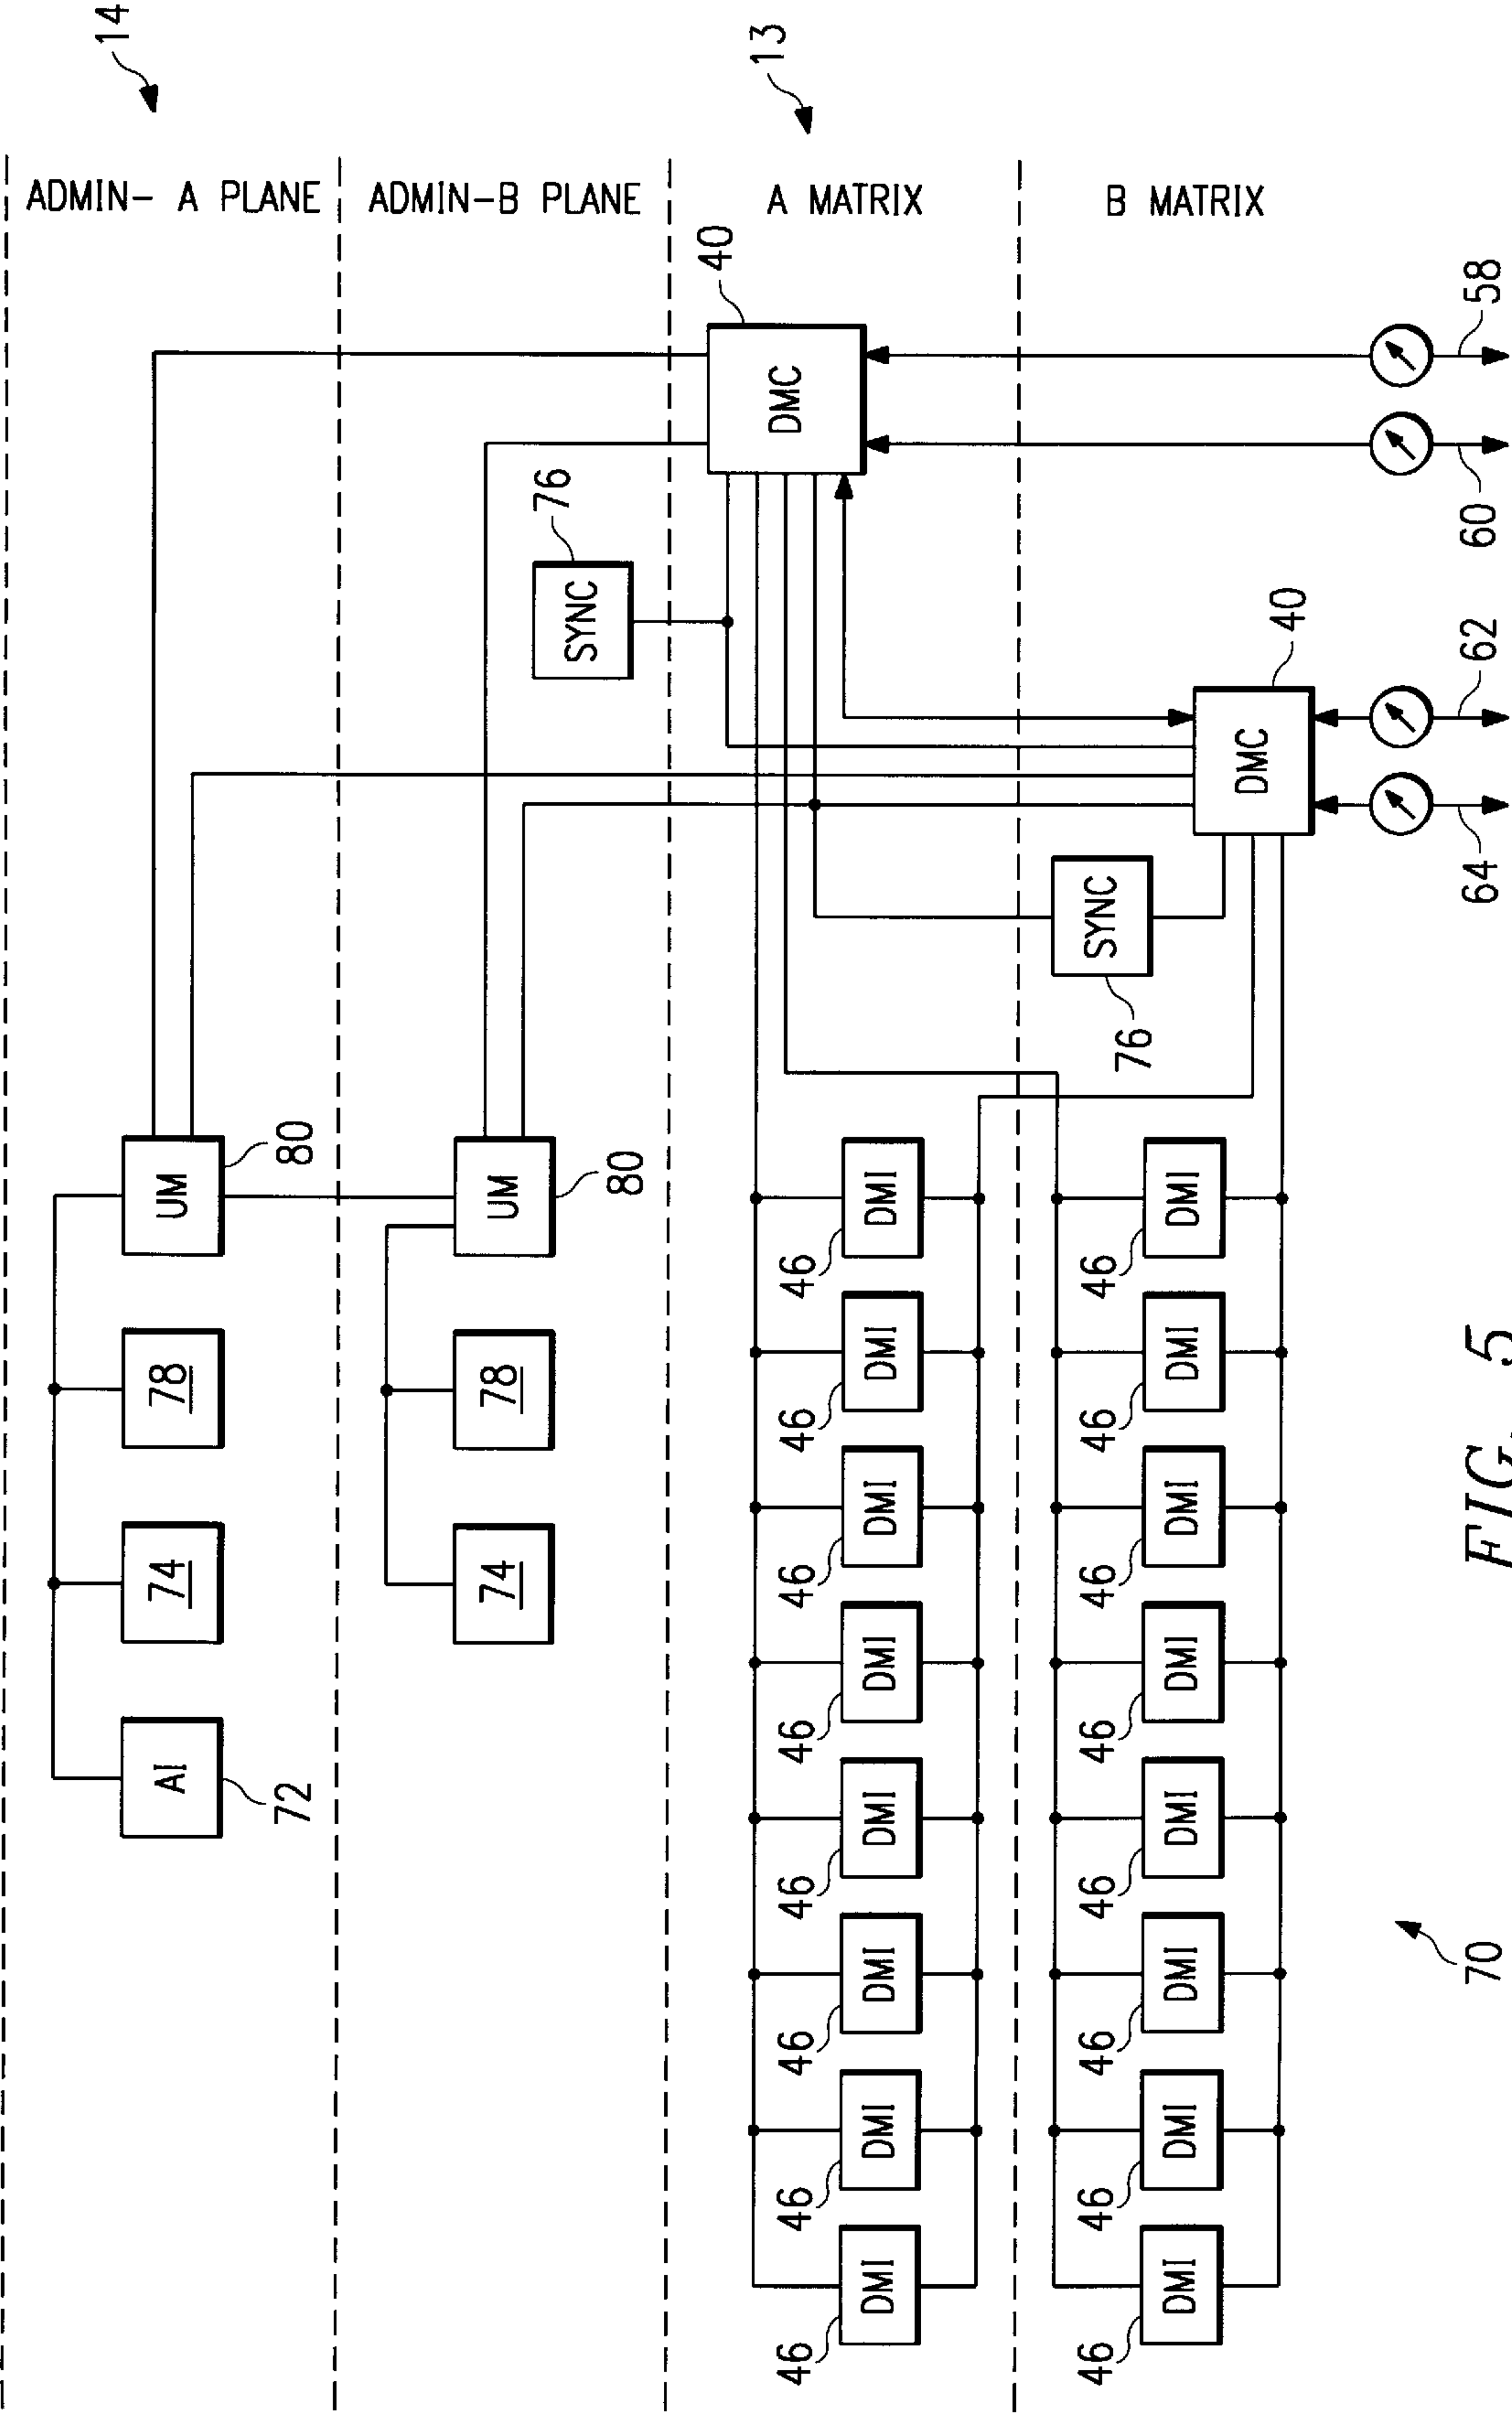 14
ADMIN- A PLANE
AI
72
74
78
UM
80
ADMIN-B PLANE
74
78
UM
80
SYNC
76
13
A MATRIX
40
DMC
46
DMI
46
DMI
46
DMI
46
DMI
46
DMI
46
DMI
46
DMI
46
DMI
B MATRIX
76
SYNC
40
DMC
46
DMI
46
DMI
46
DMI
46
DMI
46
DMI
46
DMI
46
DMI
46
DMI
64
62
60
58
70
FIG. 5